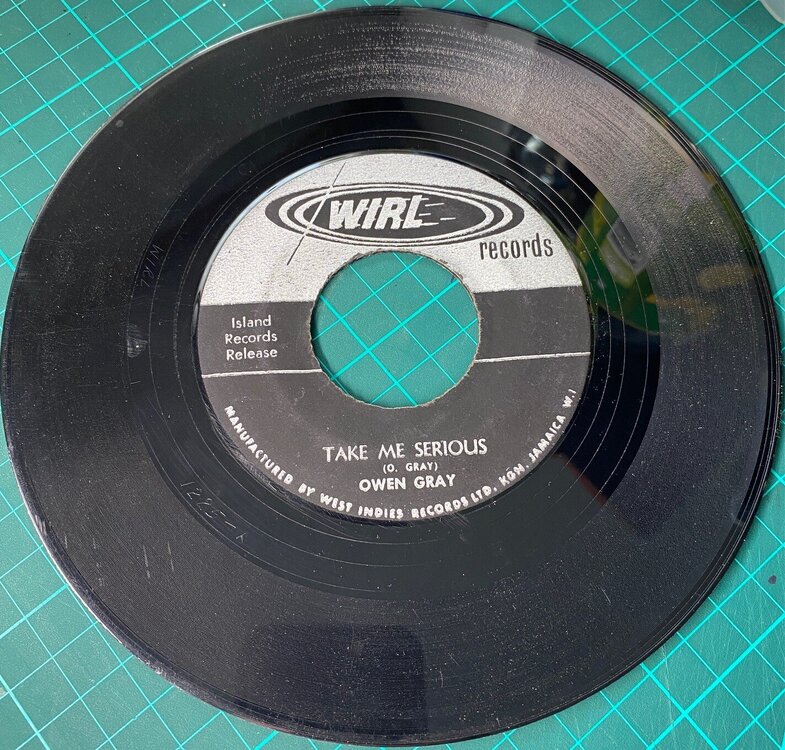 WIRL
records
Island
Records
Release
TAKE ME SERIOUS
(O. GRAY)
OWEN GRAY
MANUFACTURED BY WEST INDIES RECORDS LTD, KGN, JAMAICA W.I
WIRL